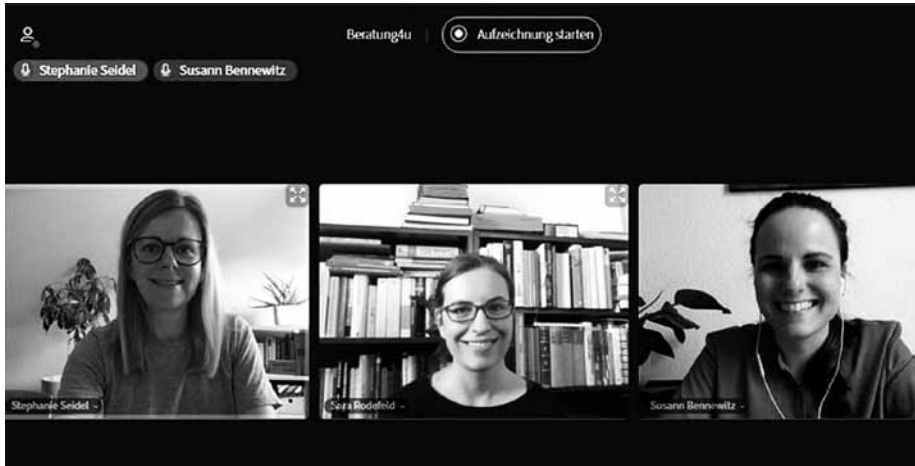 Beratung4u | Aufzeichnung starten
Stephanie Seidel Susann Bennewitz
Stephanie Seidel Sara Rodefeld Susann Bennewitz